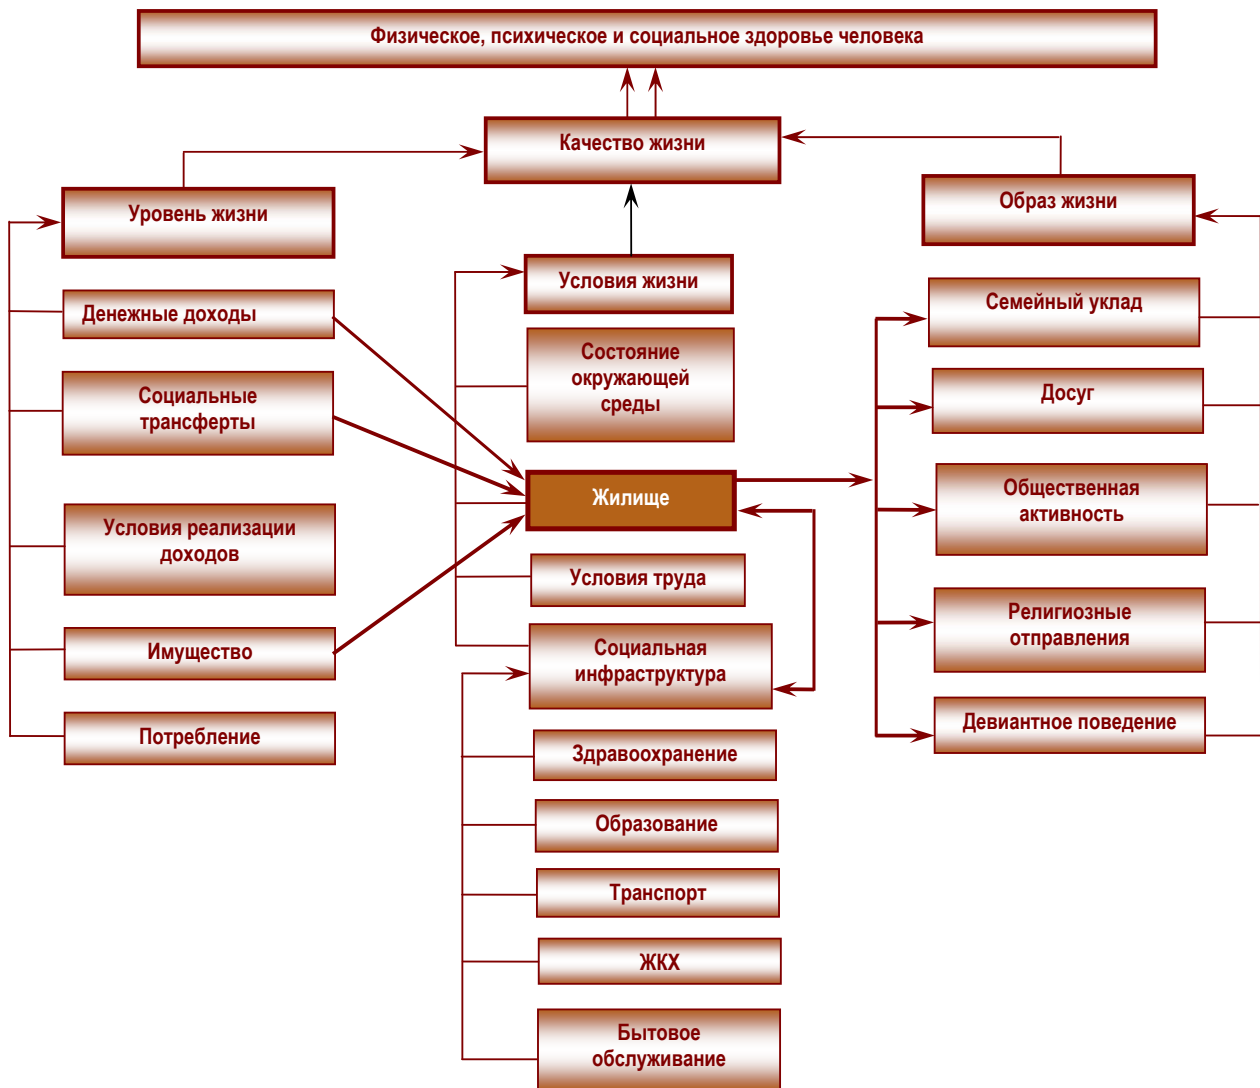 Физическое, психическое и социальное здоровье человека
Качество жизни
Уровень жизни
Образ жизни
Условия жизни
Денежные доходы
Социальные
трансферты
Условия реализации
доходов
Имущество
Потребление
Состояние
окружающей
среды
Жилище
Условия труда
Социальная
инфраструктура
Здравоохранение
Образование
Транспорт
ЖКХ
Бытовое
обслуживание
Семейный уклад
Досуг
Общественная
активность
Религиозные
отправления
Девиантное поведение